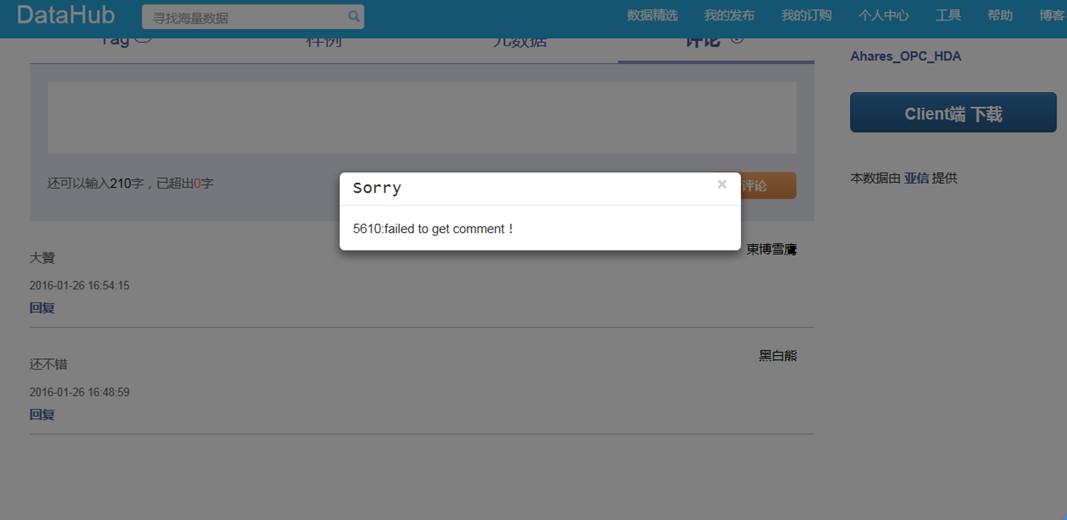 DataHub
寻找海量数据
数据精选 我的发布 我的订购 个人中心 工具 帮助 博客
Tag 样例 元数据 评论
Ahares_OPC_HDA
Client端 下载
还可以输入210字，已超出0字
评论
本数据由 亚信 提供
Sorry ×
5610:failed to get comment！
大贊 東博雪鹰
2016-01-26 16:54:15
回复
还不错 黑白熊
2016-01-26 16:48:59
回复